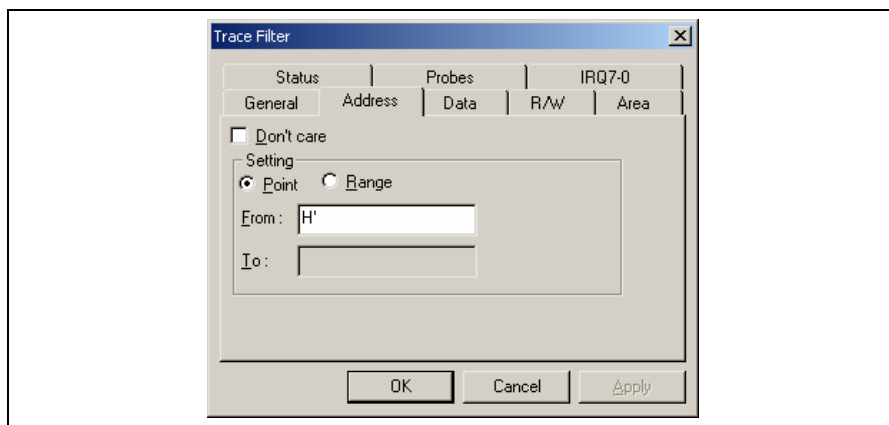 Trace Filter
Status Probes IRQ7-0
General Address Data R/W Area
Don't care
Setting
Point Range
From : H'
To :
OK Cancel Apply